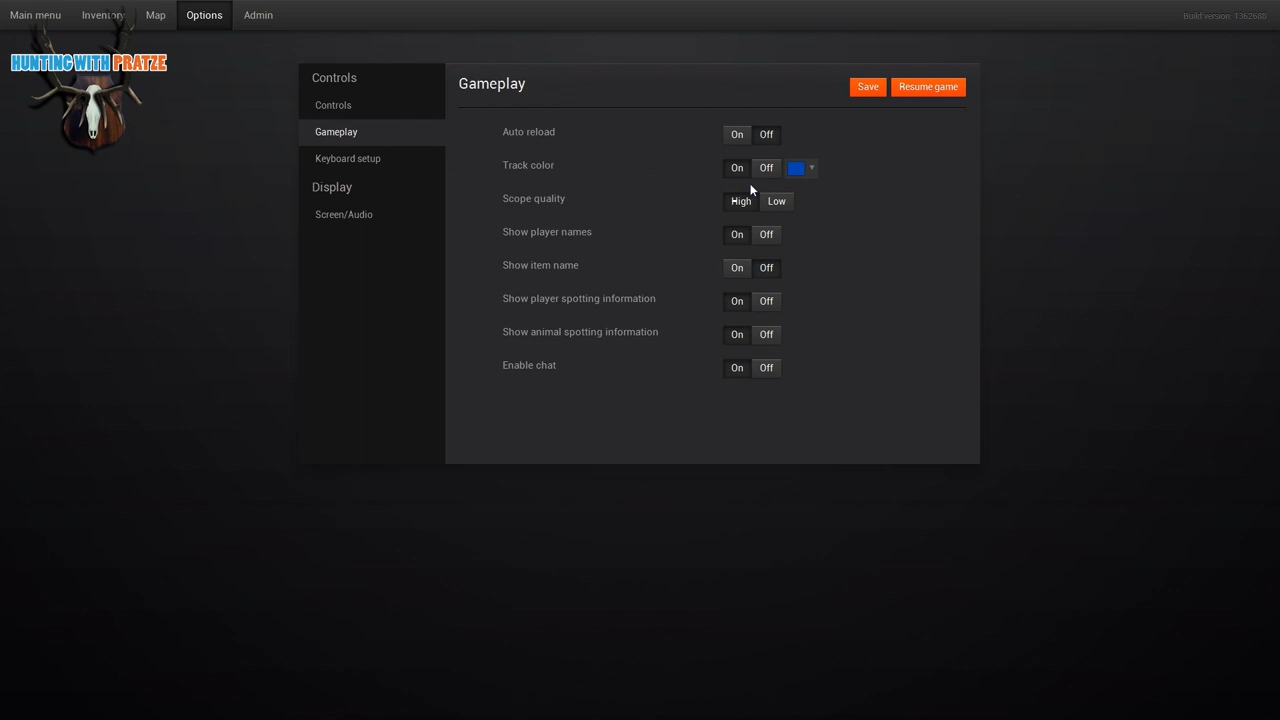 Main menu Inventory Map Options Admin Build version: 1362688
HUNTING WITH PRATZE
Controls
Controls
Gameplay
Keyboard setup
Display
Screen/Audio
Gameplay Save Resume game
Auto reload On Off
Track color On Off
Scope quality High Low
Show player names On Off
Show item name On Off
Show player spotting information On Off
Show animal spotting information On Off
Enable chat On Off